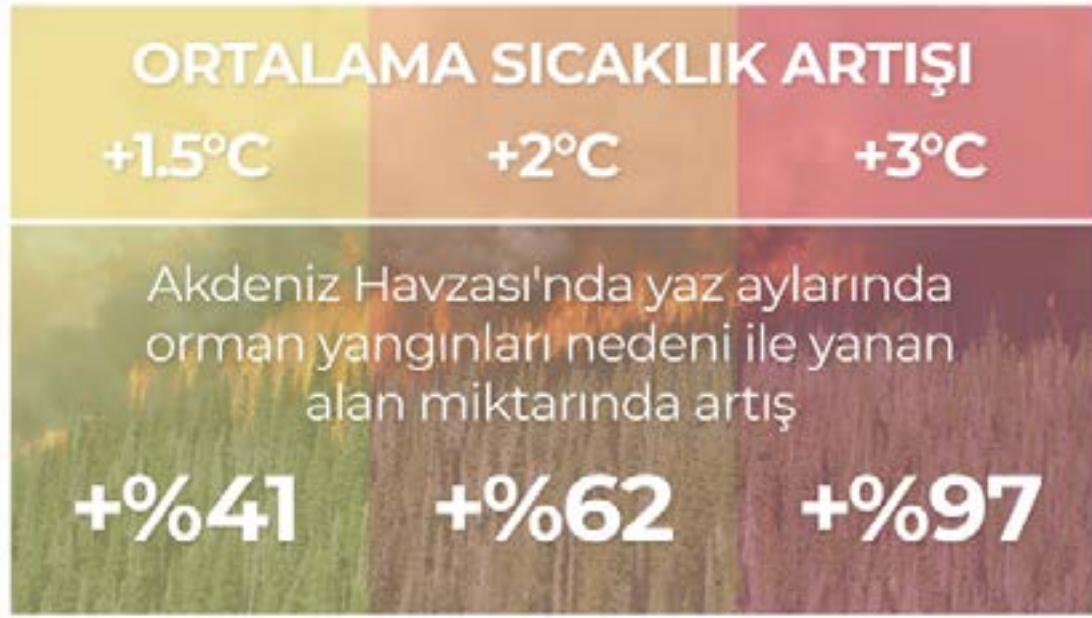 ORTALAMA SICAKLIK ARTIŞI
+1.5°C +2°C +3°C
Akdeniz Havzası'nda yaz aylarında
orman yangınları nedeni ile yanan
alan miktarında artış
+%41 +%62 +%97